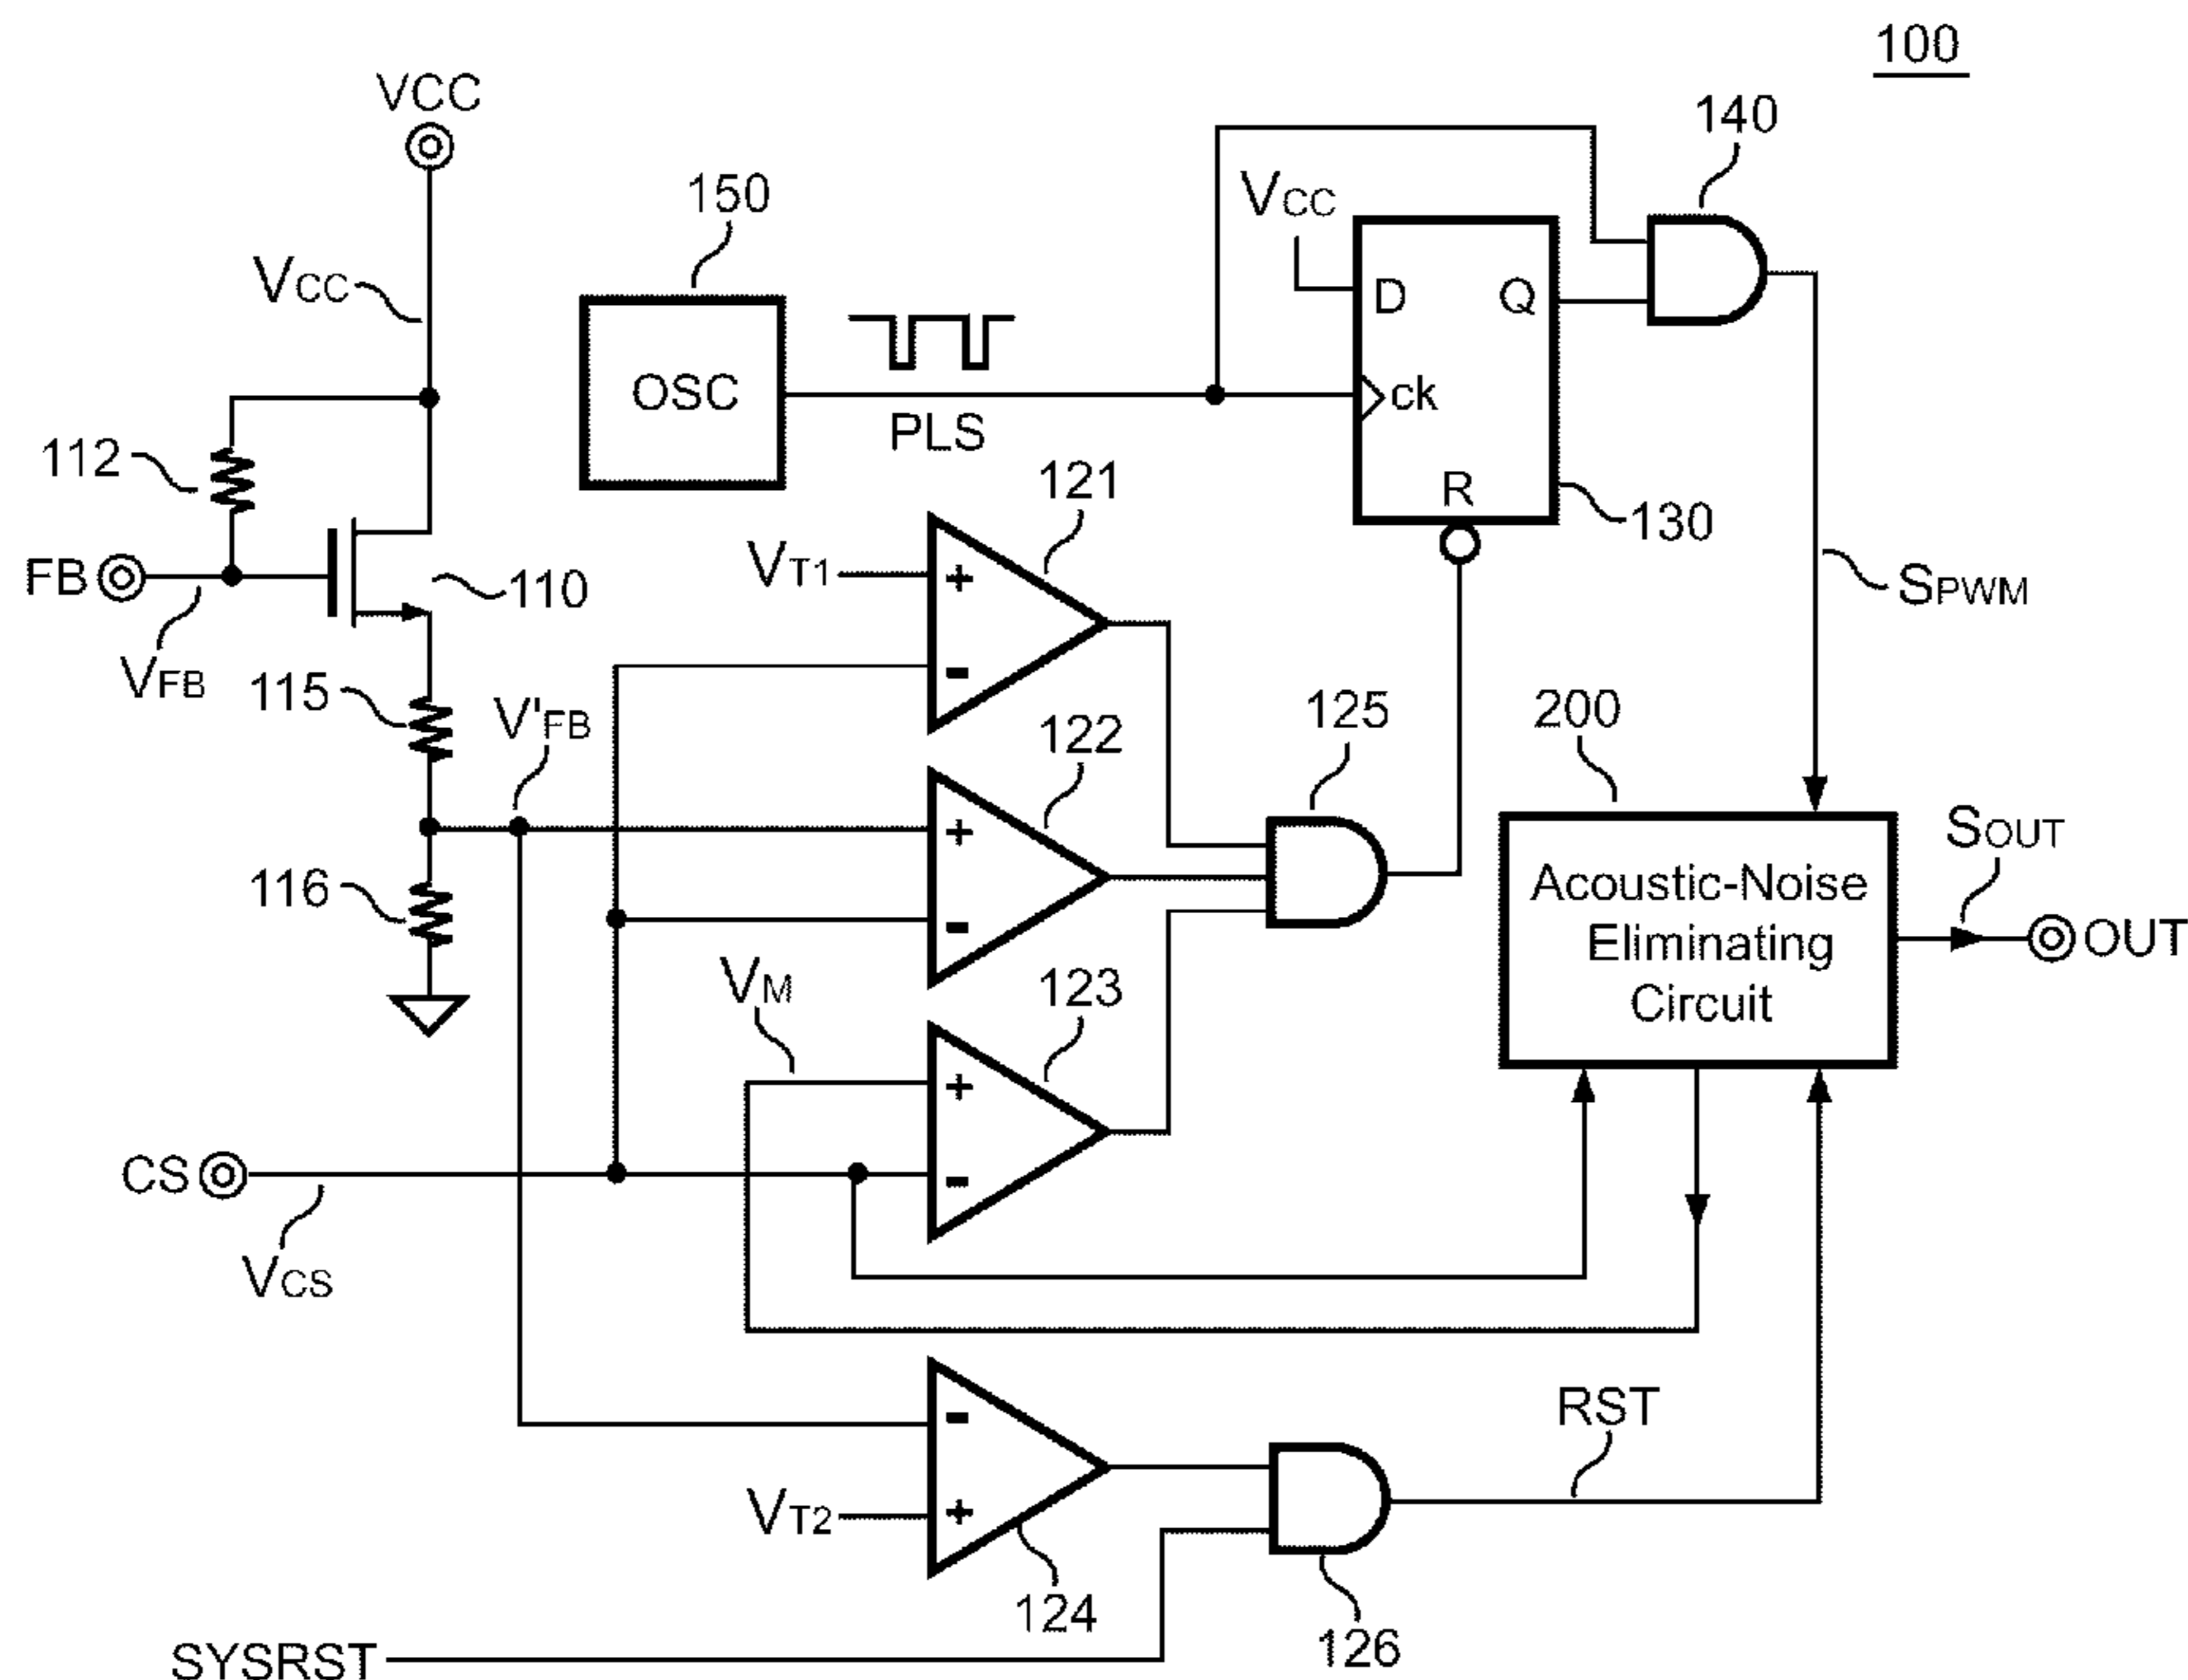 100
VCC
140
150
VCC
VCC
D
Q
OSC
ck
PLS
112
121
R
130
VT1
+
FB
110
SPWM
VFB
-
115
V'FB
122
125
200
+
SOUT
116
Acoustic-Noise
Eliminating
Circuit
-
OUT
VM
123
+
CS
-
VCS
RST
-
VT2
+
124
126
SYSRST